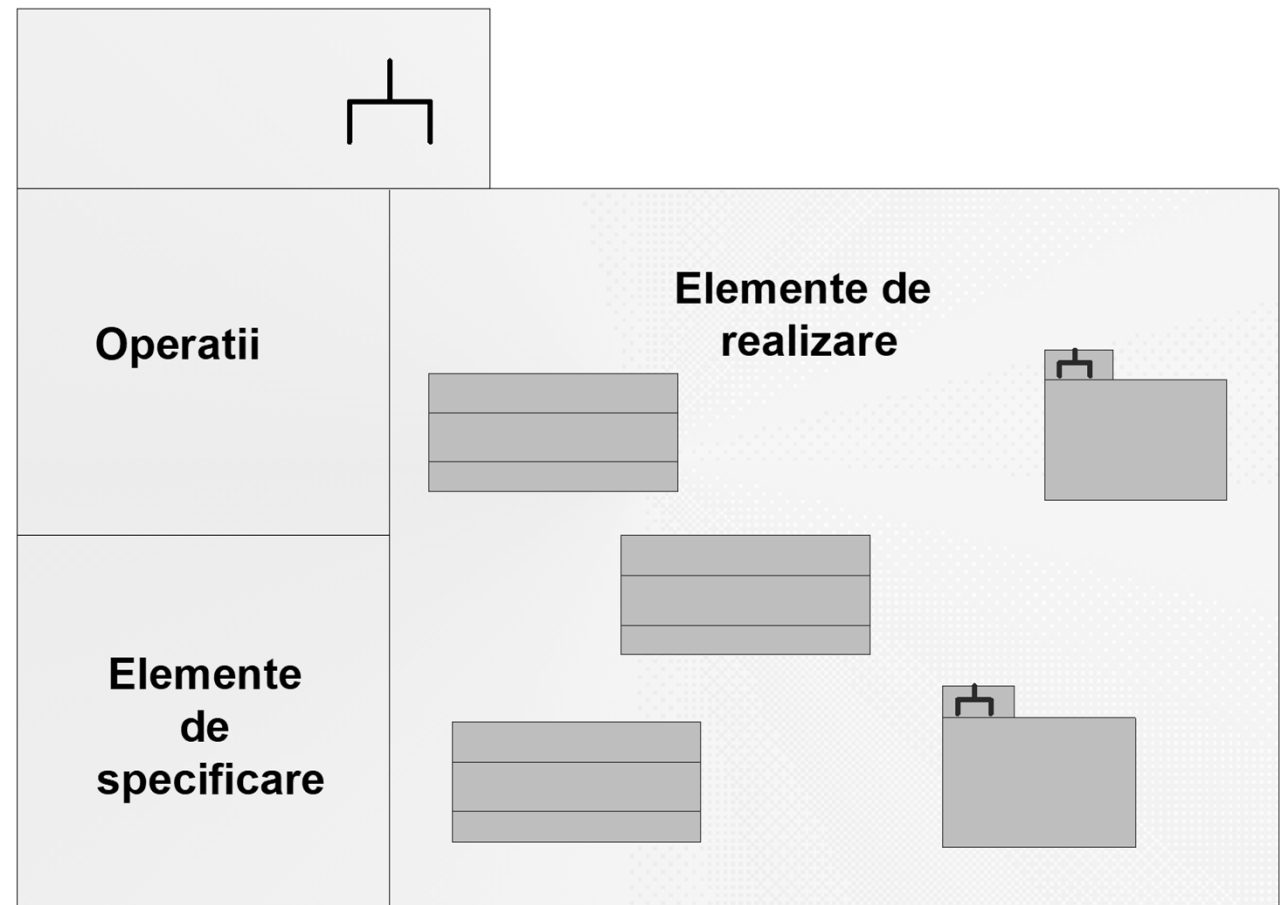 Operatii
Elemente de
realizare
Elemente
de
specificare